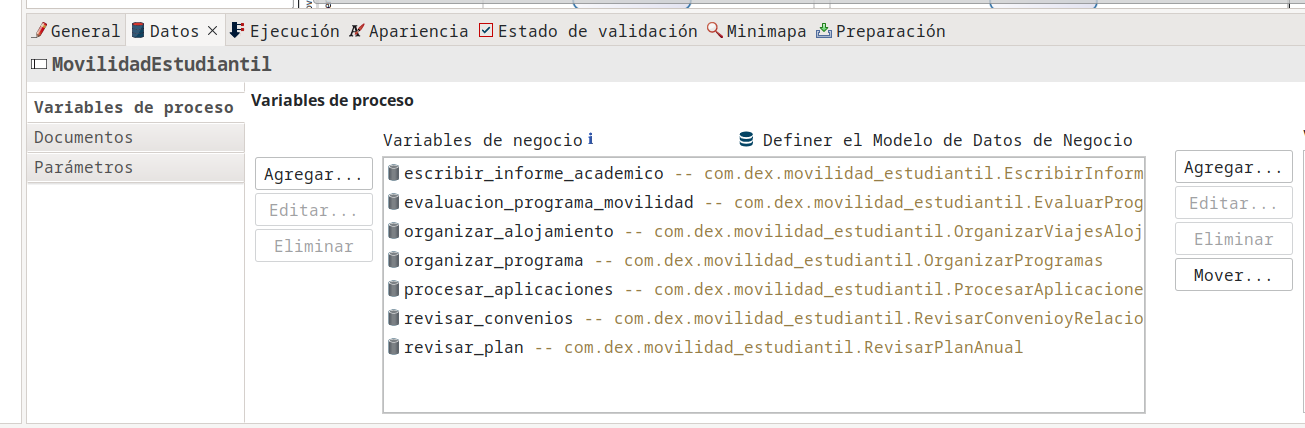 General Datos Ejecución Apariencia Estado de validación Minimapa Preparación
MovilidadEstudiantil
Variables de proceso
Documentos
Parámetros
Variables de proceso
Variables de negocio
Definer el Modelo de Datos de Negocio
Agregar...
Editar...
Eliminar
escribir_informe_academico -- com.dex.movilidad_estudiantil.EscribirInform
evaluacion_programa_movilidad -- com.dex.movilidad_estudiantil.EvaluarProg
organizar_alojamiento -- com.dex.movilidad_estudiantil.OrganizarViajesAloj
organizar_programa -- com.dex.movilidad_estudiantil.OrganizarProgramas
procesar_aplicaciones -- com.dex.movilidad_estudiantil.ProcesarAplicacione
revisar_convenios -- com.dex.movilidad_estudiantil.RevisarConvenioyRelacio
revisar_plan -- com.dex.movilidad_estudiantil.RevisarPlanAnual
Agregar...
Editar...
Eliminar
Mover...